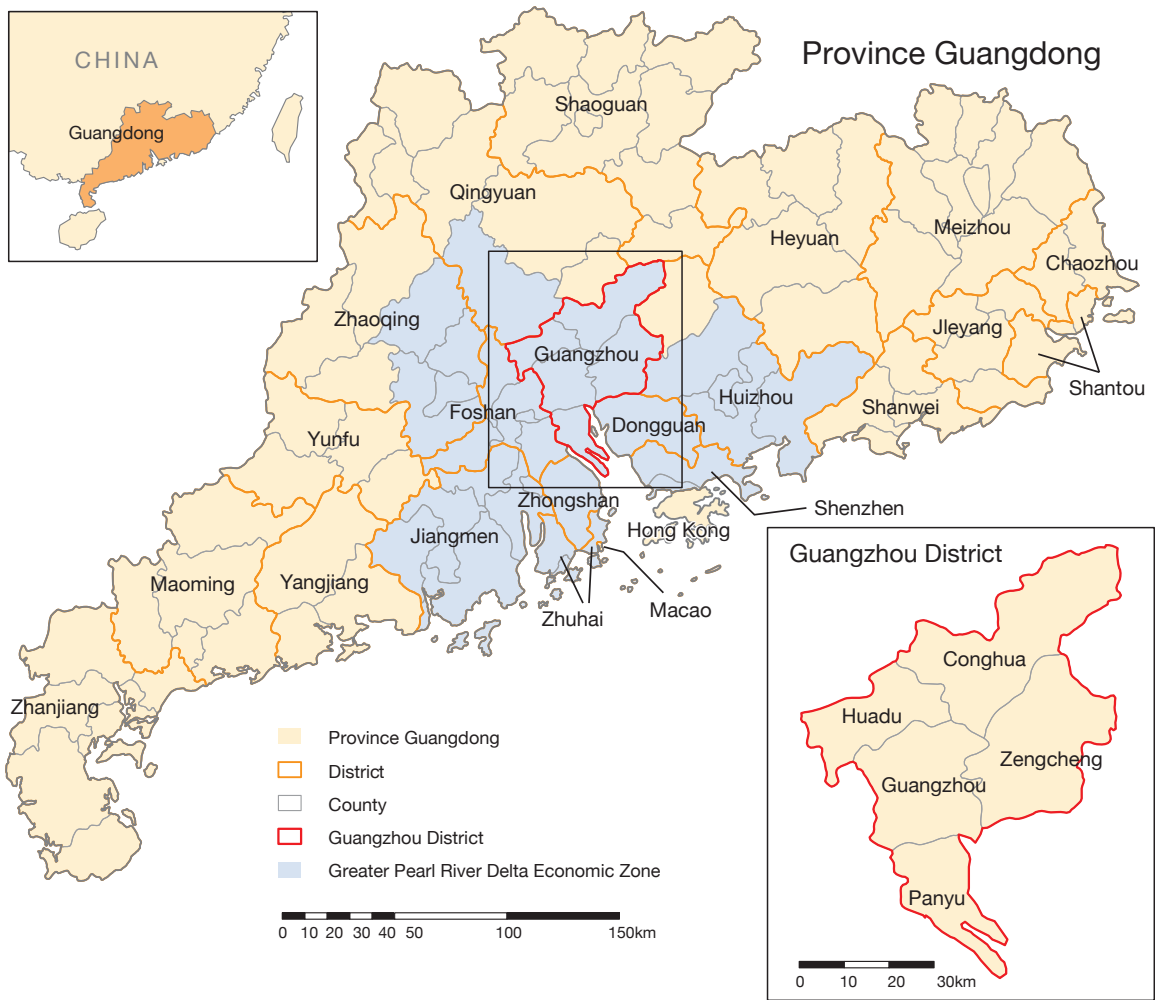 Province Guangdong
CHINA
Guangdong
Shaoguan
Qingyuan
Heyuan
Meizhou
Chaozhou
Zhaoqing
Jleyang
Guangzhou
Shantou
Huizhou
Foshan
Shanwei
Dongguan
Yunfu
Zhongshan
Shenzhen
Hong Kong
Jiangmen
Maoming
Yangjiang
Macao
Zhuhai
Zhanjiang
Province Guangdong
District
County
Guangzhou District
Greater Pearl River Delta Economic Zone
0 10 20 30 40 50 100 150km
Guangzhou District
Conghua
Huadu
Zengcheng
Guangzhou
Panyu
0 10 20 30km